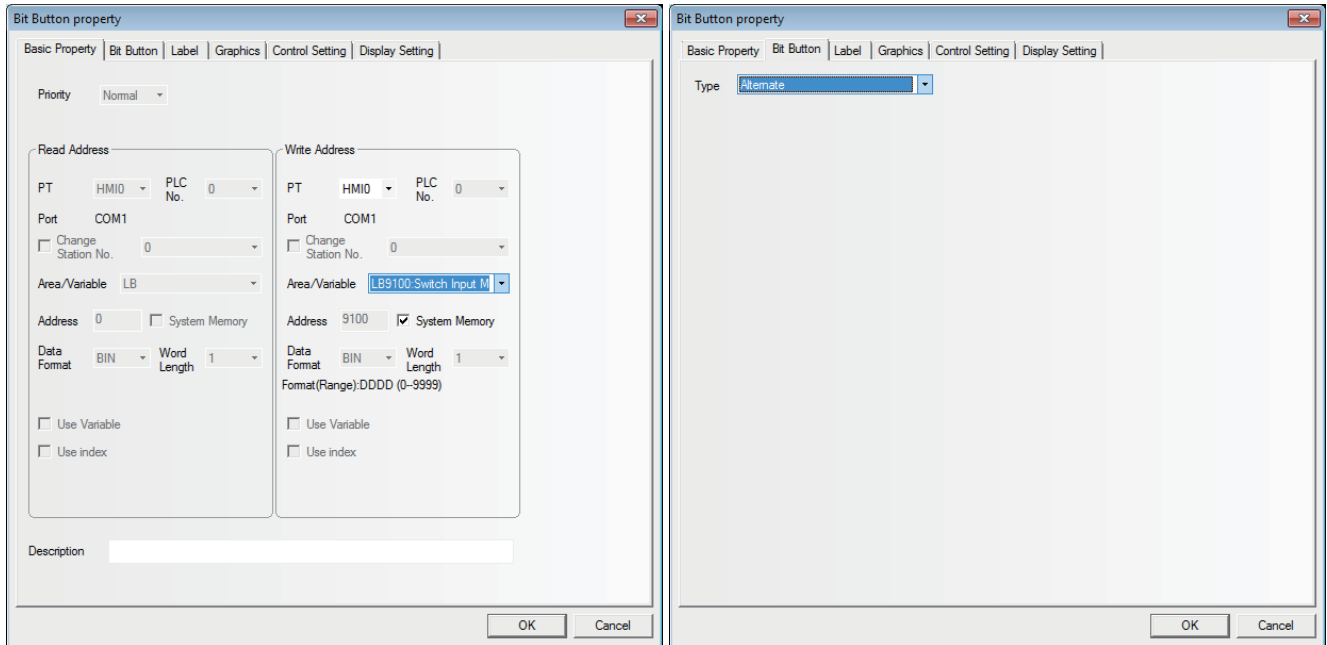 Bit Button property
Basic Property Bit Button Label Graphics Control Setting Display Setting
Priority Normal
Read Address
PT HMI0 PLC No. 0
Port COM1
Change Station No. 0
Area/Variable LB
Address 0 System Memory
Data Format BIN Word Length 1
Use Variable
Use index
Write Address
PT HMI0 PLC No. 0
Port COM1
Change Station No. 0
Area/Variable LB9100:Switch Input M
Address 9100 System Memory
Data Format BIN Word Length 1
Format(Range):DDDD (0--9999)
Use Variable
Use index
Description
OK Cancel
Bit Button property
Basic Property Bit Button Label Graphics Control Setting Display Setting
Type Alternate
OK Cancel